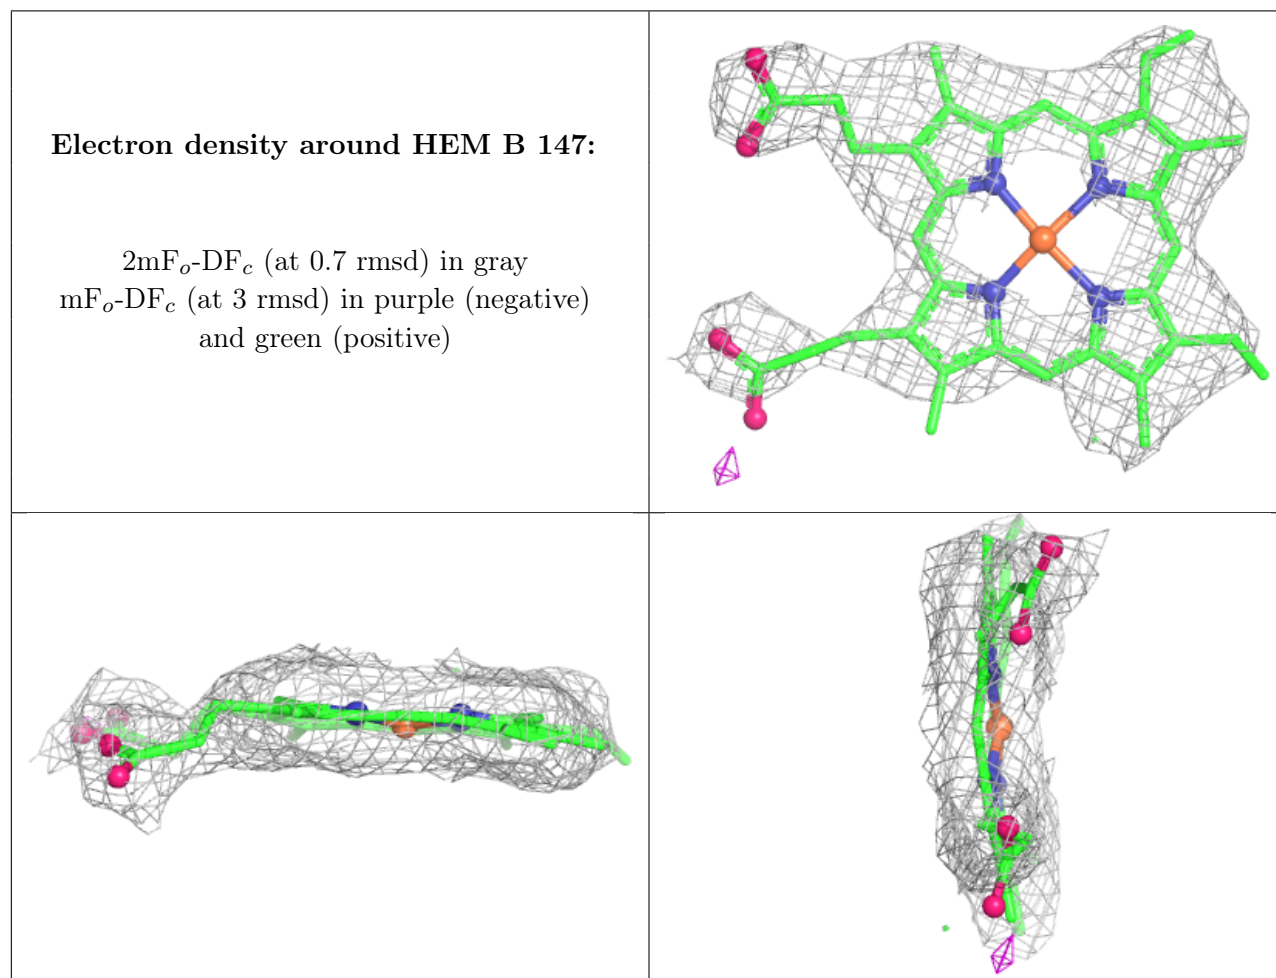 Electron density around HEM B 147:
2mFo-DFc (at 0.7 rmsd) in gray
mFo-DFc (at 3 rmsd) in purple (negative)
and green (positive)